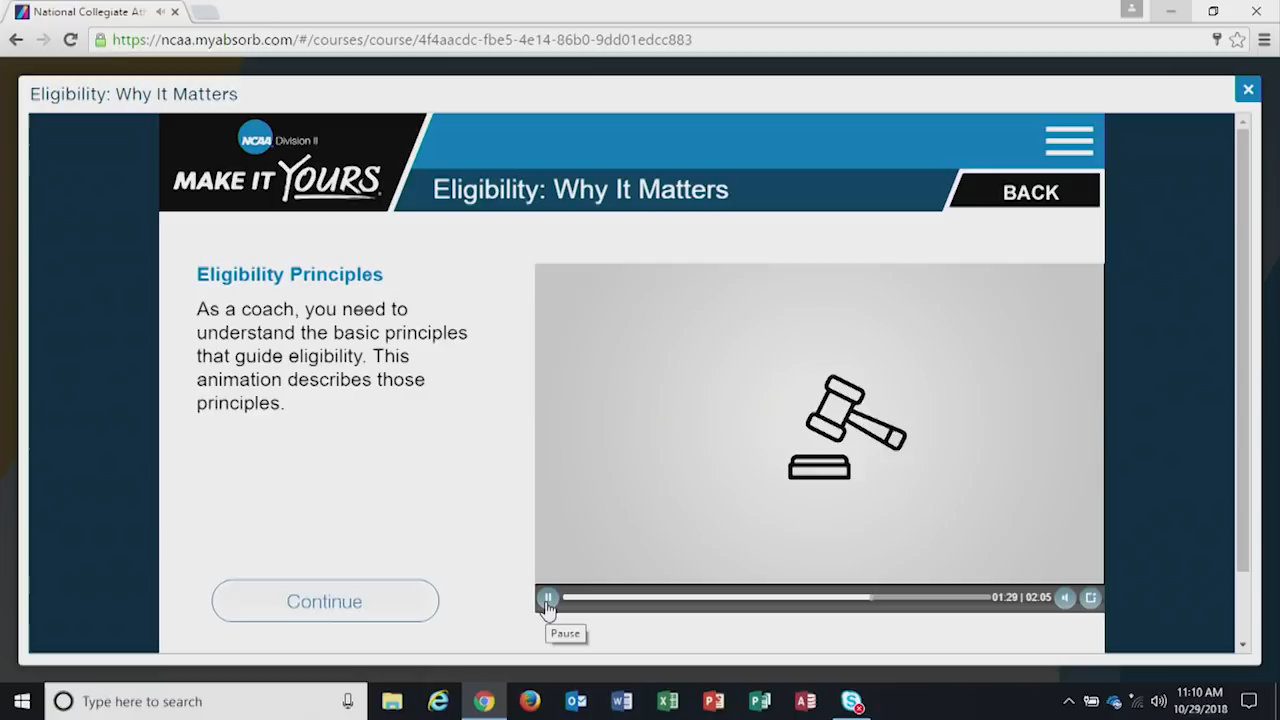 National Collegiate Atl
https://ncaa.myabsorb.com/#/courses/course/4f4aacdc-fbe5-4e14-86b0-9dd01edcc883
Eligibility: Why It Matters
NCAA Division II
MAKE IT YOURS
Eligibility: Why It Matters
BACK
Eligibility Principles
As a coach, you need to
understand the basic principles
that guide eligibility. This
animation describes those
principles.
Continue
01:29 | 02:05
Pause
Type here to search
11:10 AM
10/29/2018